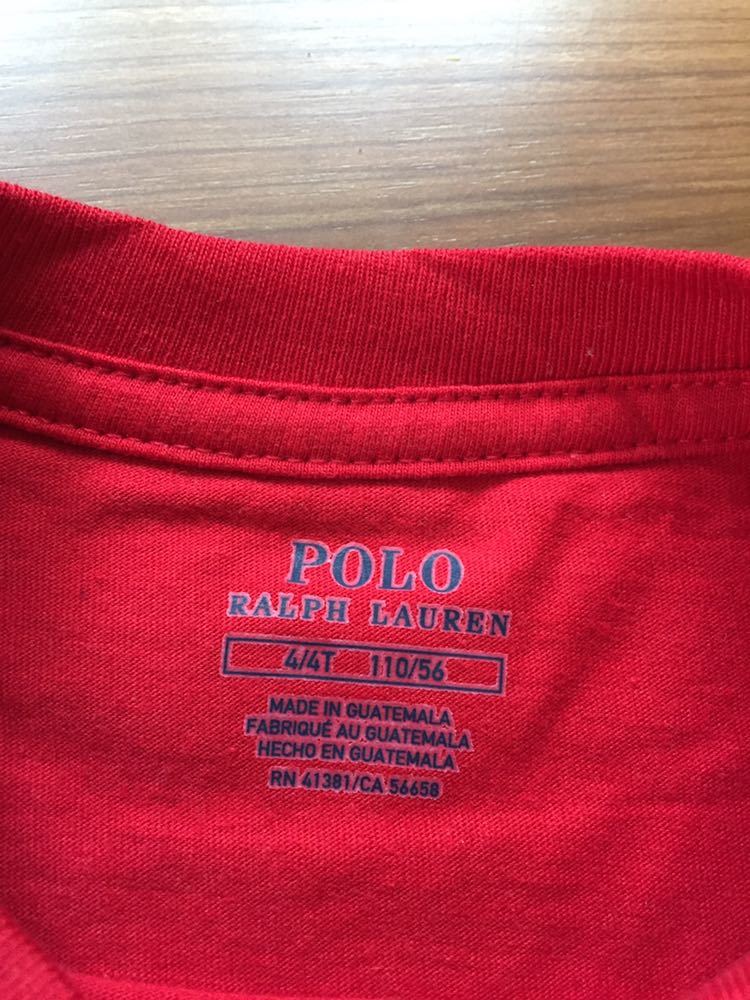 POLO
RALPH LAUREN
4/4T 110/56
MADE IN GUATEMALA
FABRIQUÉ AU GUATEMALA
HECHO EN GUATEMALA
RN 41381/CA 56658